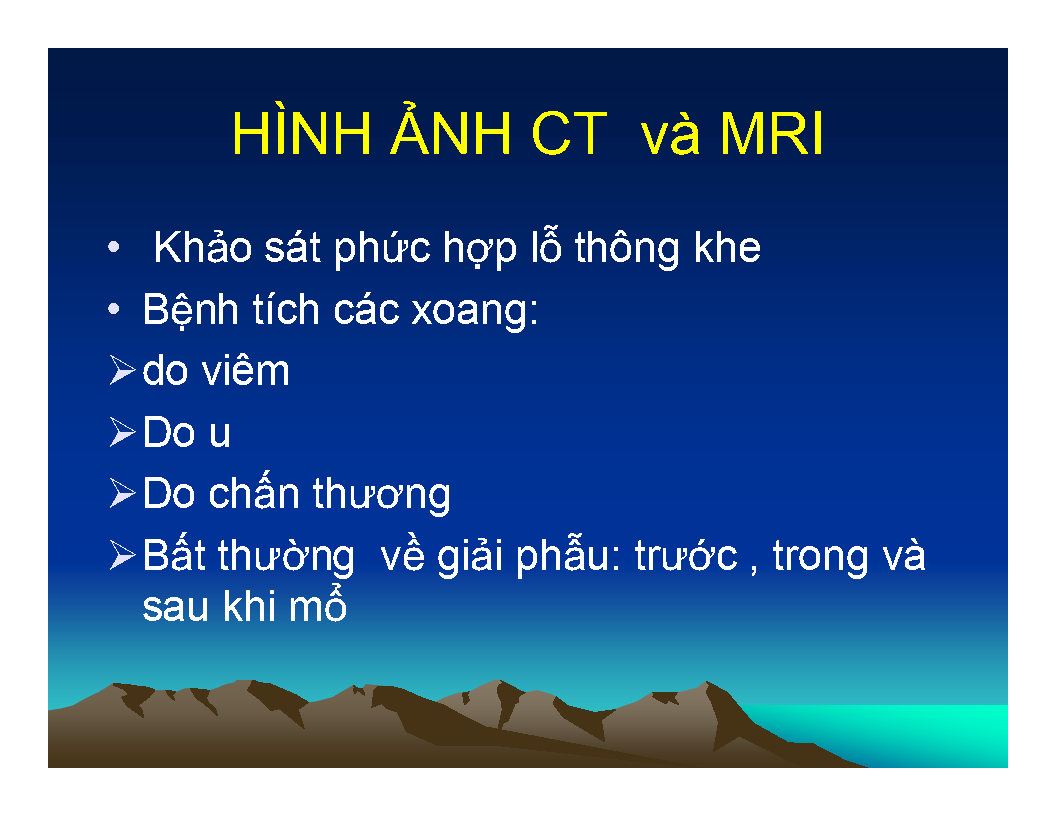 HÌNH ẢNH CT và MRI
• Khảo sát phức hợp lỗ thông khe
• Bệnh tích các xoang:
➢do viêm
➢Do u
➢Do chấn thương
➢Bất thường về giải phẫu: trước , trong và
sau khi mổ